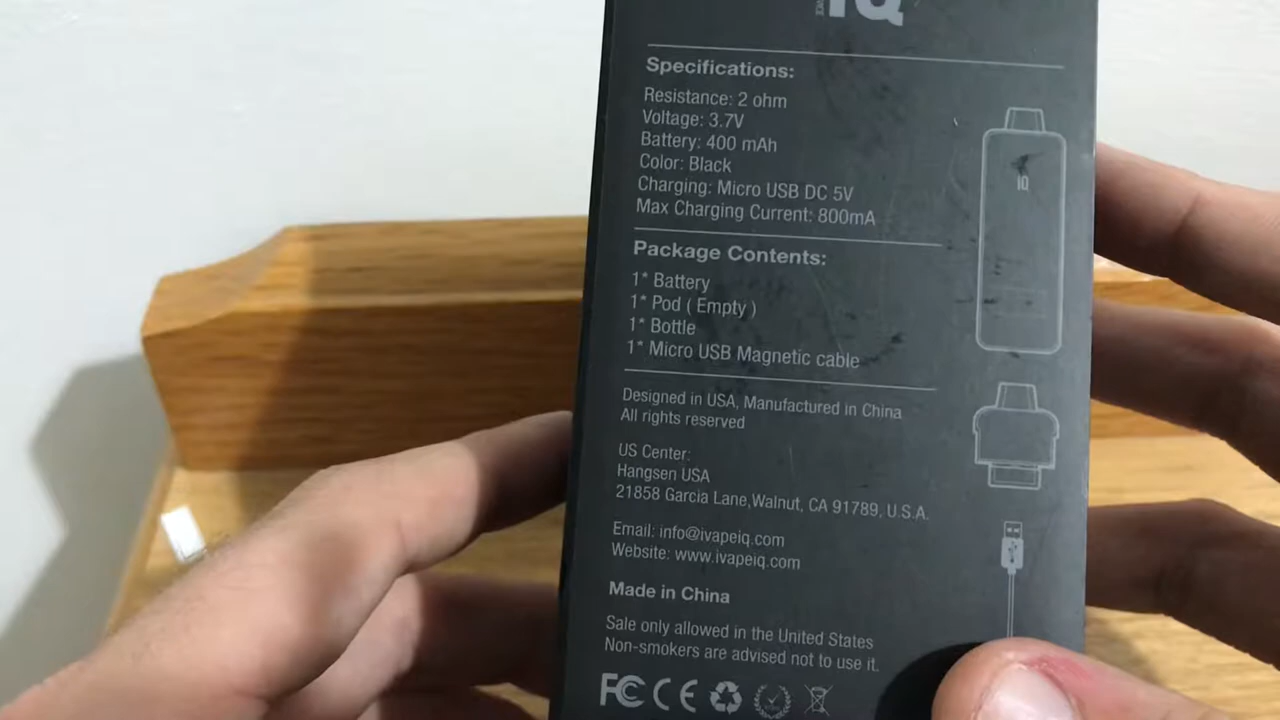 IQ
Specifications:
Resistance: 2 ohm
Voltage: 3.7V
Battery: 400 mAh
Color: Black
Charging: Micro USB DC 5V
Max Charging Current: 800mA
IQ
Package Contents:
1* Battery
1* Pod ( Empty )
1* Bottle
1* Micro USB Magnetic cable
Designed in USA, Manufactured in China
All rights reserved
US Center:
Hangsen USA
21858 Garcia Lane,Walnut, CA 91789, U.S.A.
Email: info@ivapeiq.com
Website: www.ivapeiq.com
Made in China
Sale only allowed in the United States
Non-smokers are advised not to use it.
FC CE